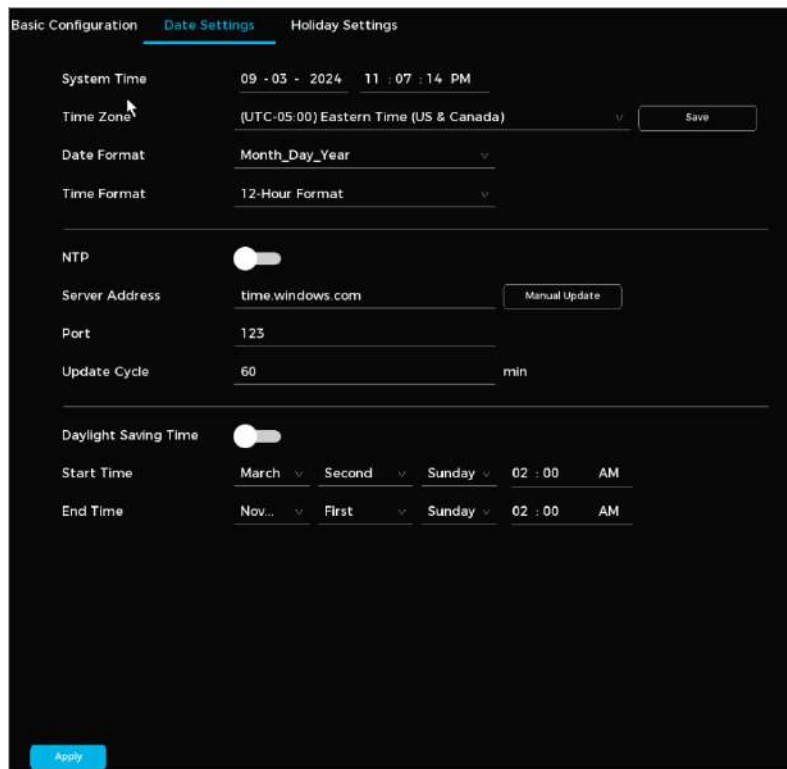 Basic Configuration Date Settings Holiday Settings
System Time 09 - 03 - 2024 11 : 07 : 14 PM
Time Zone (UTC-05:00) Eastern Time (US & Canada) Save
Date Format Month_Day_Year
Time Format 12-Hour Format
NTP
Server Address time.windows.com Manual Update
Port 123
Update Cycle 60 min
Daylight Saving Time
Start Time March Second Sunday 02 : 00 AM
End Time Nov... First Sunday 02 : 00 AM
Apply